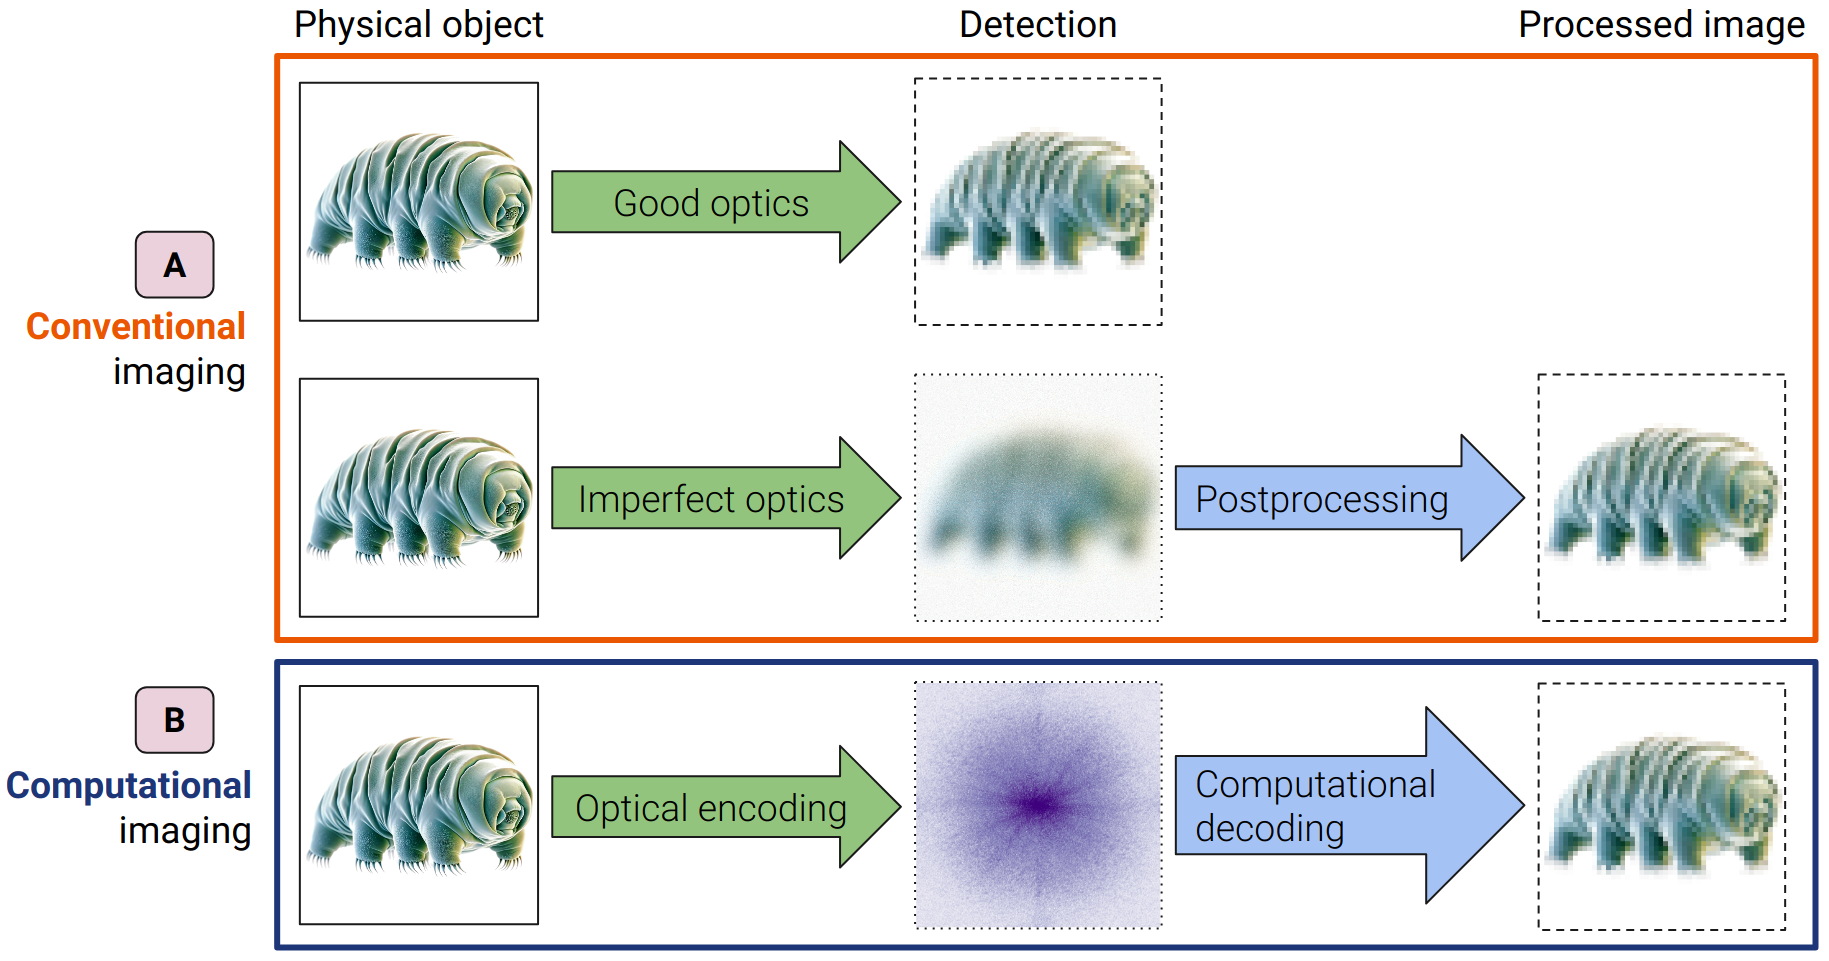 Physical object
Detection
Processed image
A
Conventional
imaging
Good optics
Imperfect optics
Postprocessing
B
Computational
imaging
Optical encoding
Computational
decoding